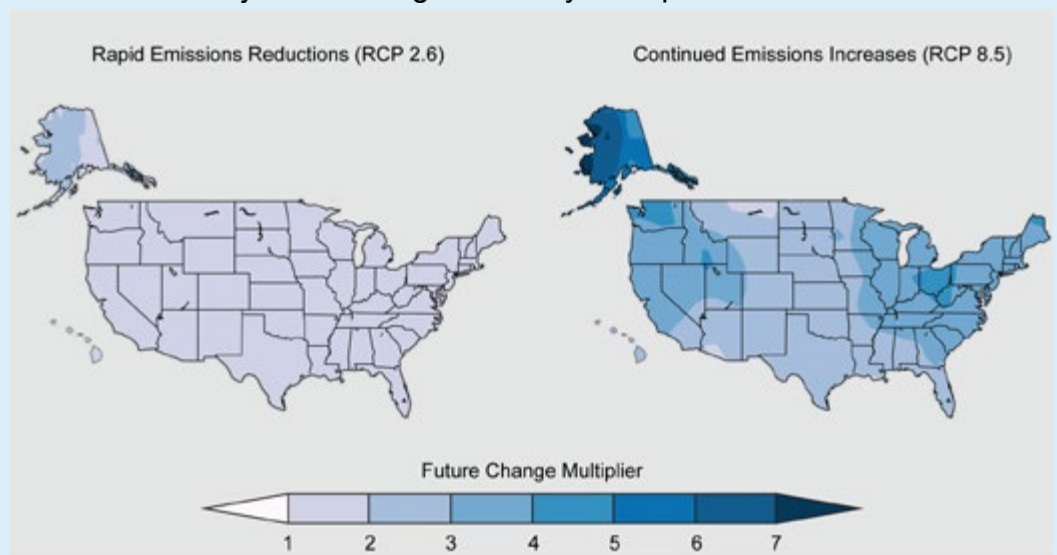 Rapid Emissions Reductions (RCP 2.6)
Continued Emissions Increases (RCP 8.5)
Future Change Multiplier
1 2 3 4 5 6 7